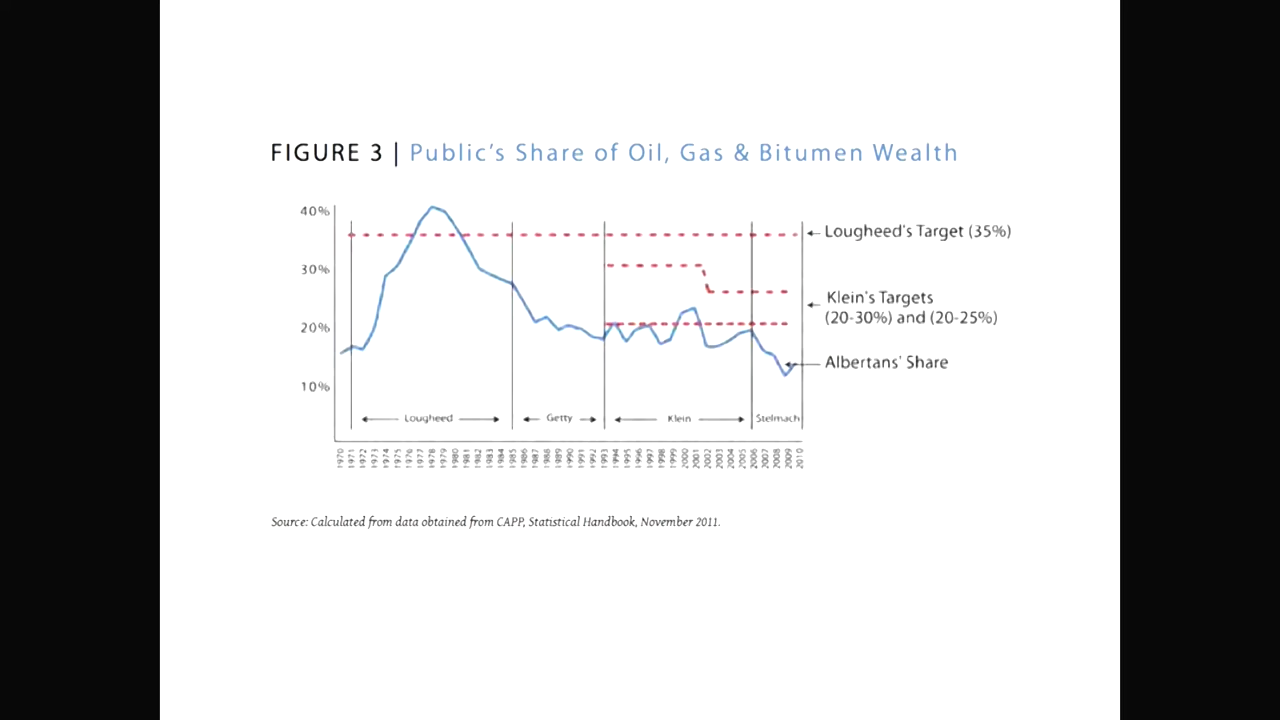 FIGURE 3 | Public's Share of Oil, Gas & Bitumen Wealth
40%
Lougheed's Target (35%)
30%
Klein's Targets
(20-30%) and (20-25%)
20%
Albertans' Share
10%
Lougheed
Getty
Klein
Stelmach
1970 1971 1972 1973 1974 1975 1976 1977 1978 1979 1980 1981 1982 1983 1984 1985 1986 1987 1988 1989 1990 1991 1992 1993 1994 1995 1996 1997 1998 1999 2000 2001 2002 2003 2004 2005 2006 2007 2008 2009 2010
Source: Calculated from data obtained from CAPP, Statistical Handbook, November 2011.